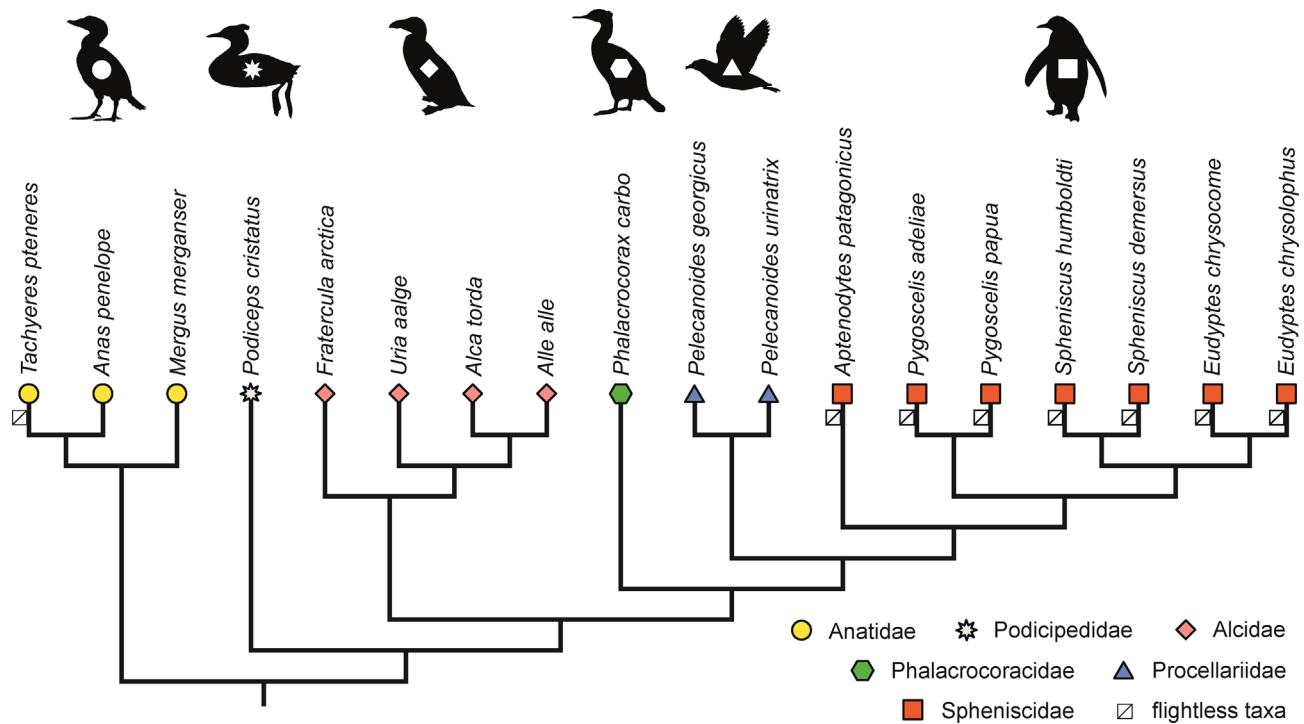 Tachyeres pteneres
Anas penelope
Mergus merganser
Podiceps cristatus
Fratercula arctica
Uria aalge
Alca torda
Alle alle
Phalacrocorax carbo
Pelecanoides georgicus
Pelecanoides urinatrix
Aptenodytes patagonicus
Pygoscelis adeliae
Pygoscelis papua
Spheniscus humboldti
Spheniscus demersus
Eudyptes chrysocome
Eudyptes chrysolophus
Anatidae
Podicipedidae
Alcidae
Phalacrocoracidae
Procellariidae
Spheniscidae
flightless taxa